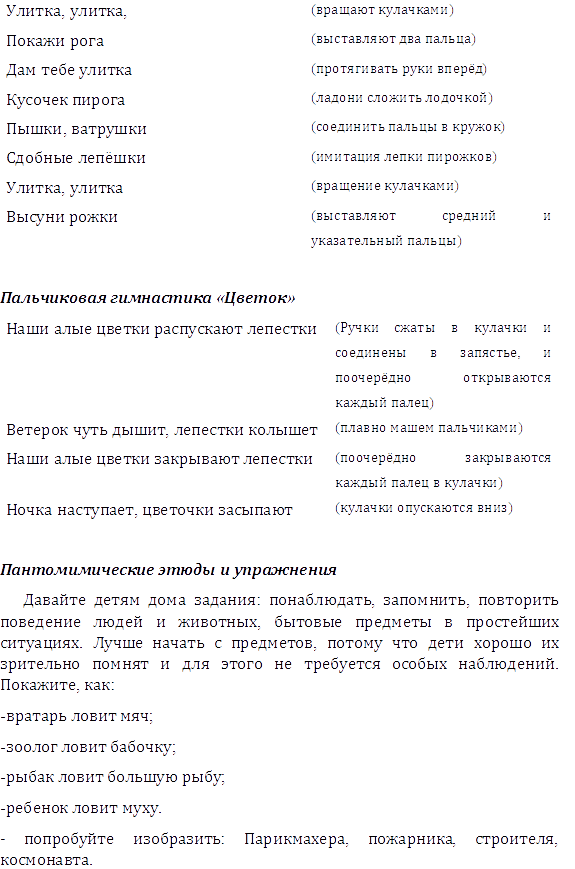 Улитка, улитка, (вращают кулачками)
Покажи рога (выставляют два пальца)
Дам тебе улитка (протягивать руки вперёд)
Кусочек пирога (ладони сложить лодочкой)
Пышки, ватрушки (соединить пальцы в кружок)
Сдобные лепёшки (имитация лепки пирожков)
Улитка, улитка (вращение кулачками)
Высуни рожки (выставляют средний и
указательный пальцы)
Пальчиковая гимнастика «Цветок»
Наши алые цветки распускают лепестки (Ручки сжаты в кулачки и
соединены в запястье, и
поочерёдно открываются
каждый палец)
Ветерок чуть дышит, лепестки колышет (плавно машем пальчиками)
Наши алые цветки закрывают лепестки (поочерёдно закрываются
каждый палец в кулачки)
Ночка наступает, цветочки засыпают (кулачки опускаются вниз)
Пантомимические этюды и упражнения
Давайте детям дома задания: понаблюдать, запомнить, повторить
поведение людей и животных, бытовые предметы в простейших
ситуациях. Лучше начать с предметов, потому что дети хорошо их
зрительно помнят и для этого не требуется особых наблюдений.
Покажите, как:
-вратарь ловит мяч;
-зоолог ловит бабочку;
-рыбак ловит большую рыбу;
-ребенок ловит муху.
- попробуйте изобразить: Парикмахера, пожарника, строителя,
космонавта.